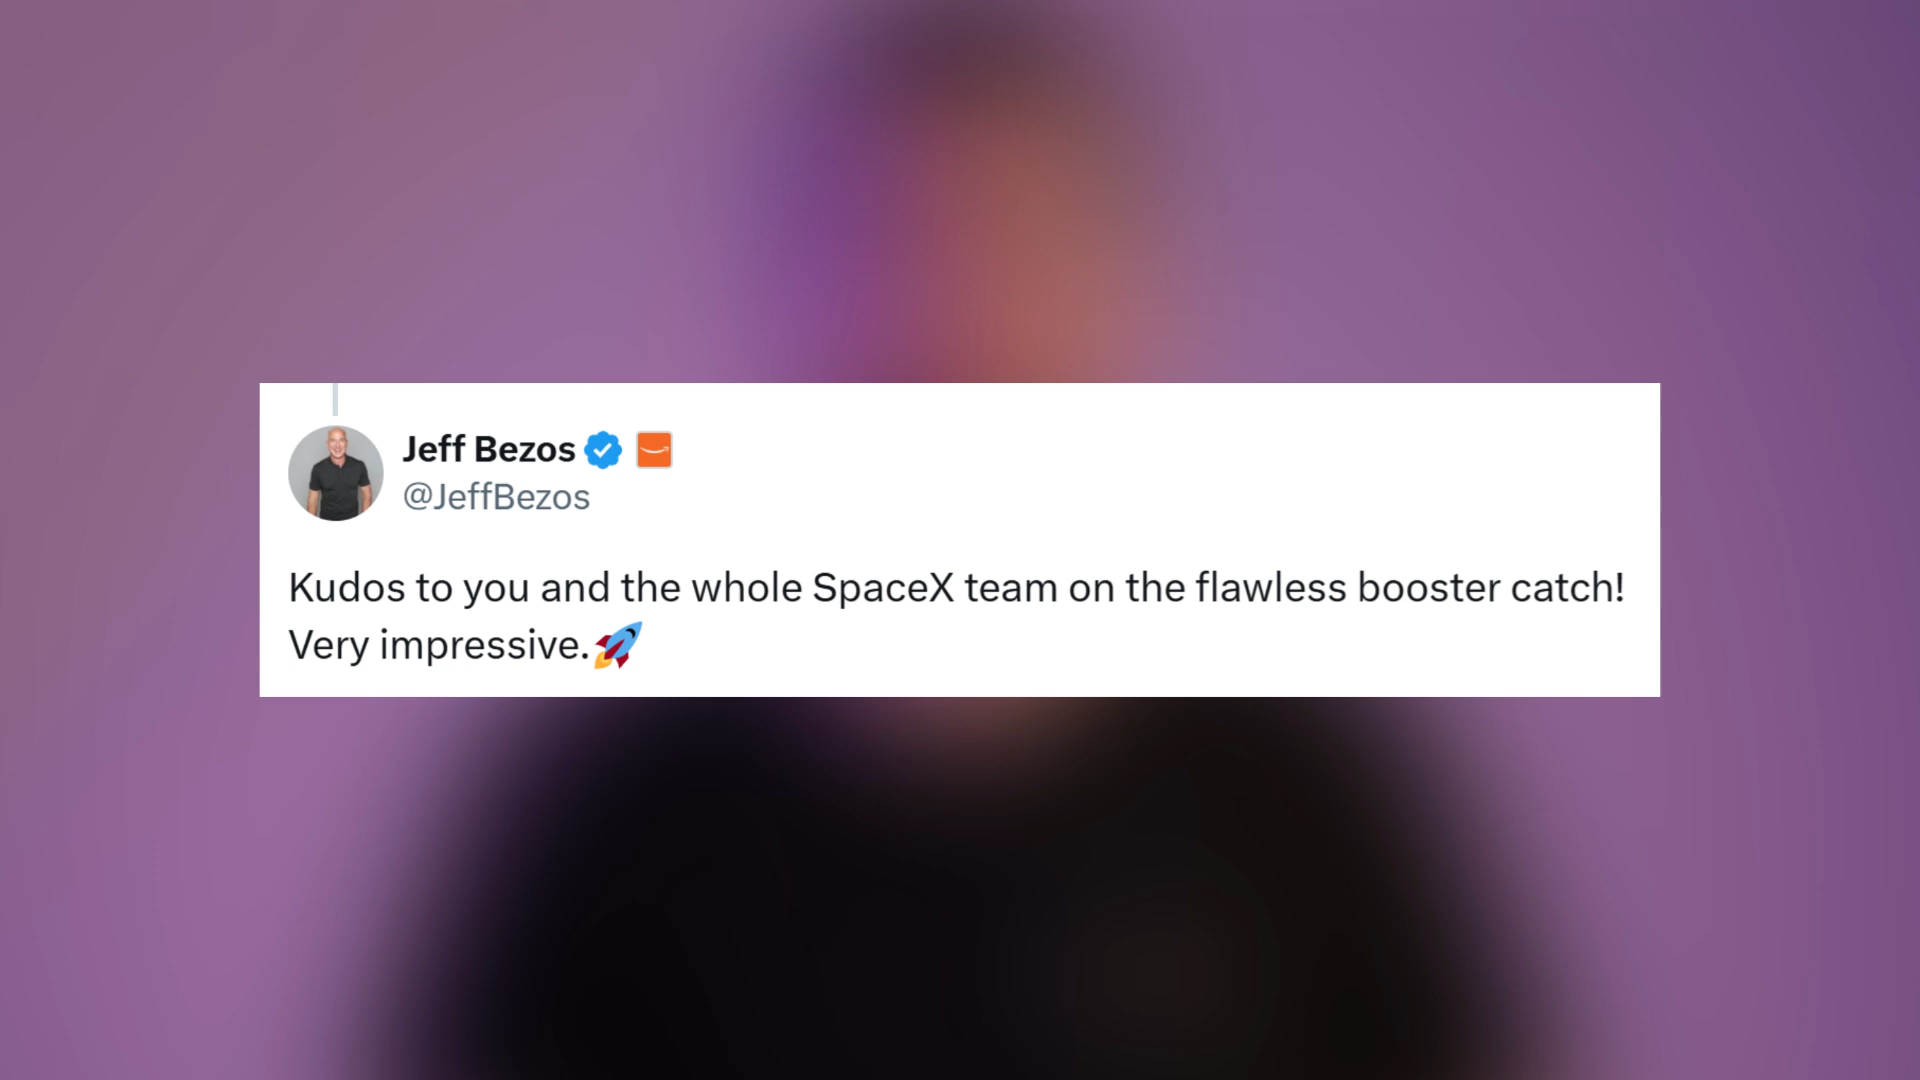 Jeff Bezos
@JeffBezos
Kudos to you and the whole SpaceX team on the flawless booster catch!
Very impressive.🚀